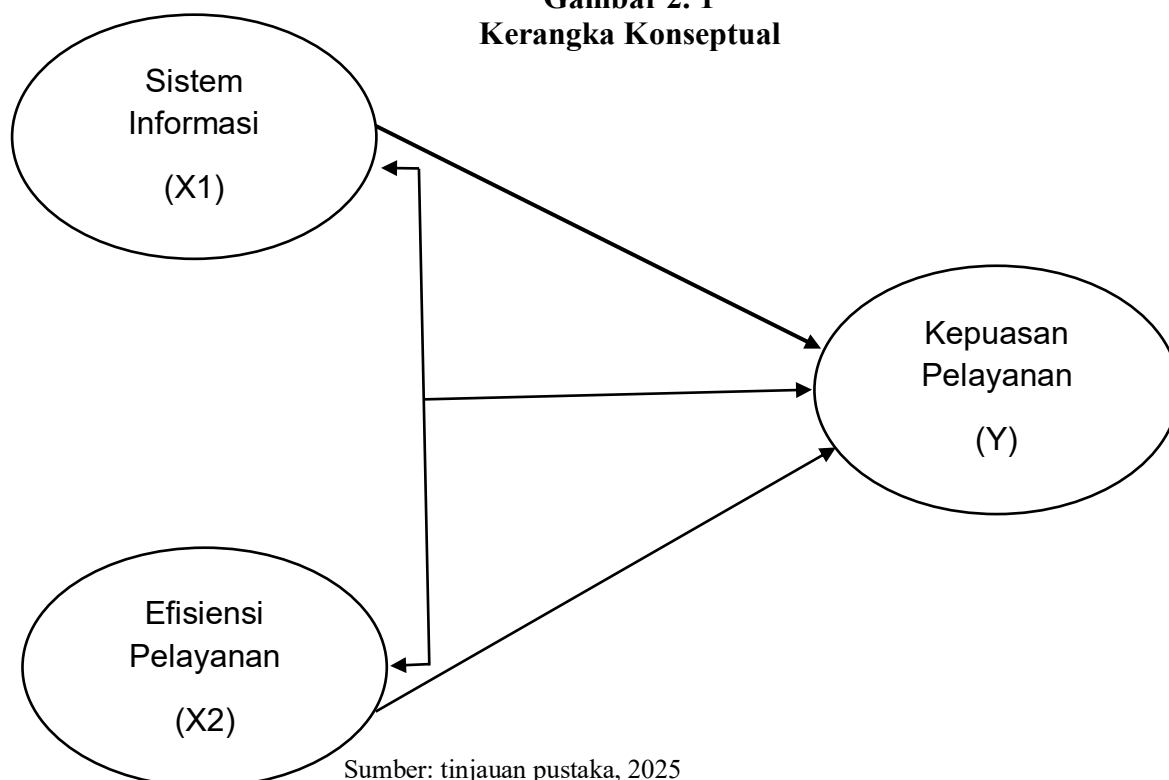 Gambar 2. 1
Kerangka Konseptual
Sistem
Informasi
(X1)
Kepuasan
Pelayanan
(Y)
Efisiensi
Pelayanan
(X2)
Sumber: tinjauan pustaka, 2025